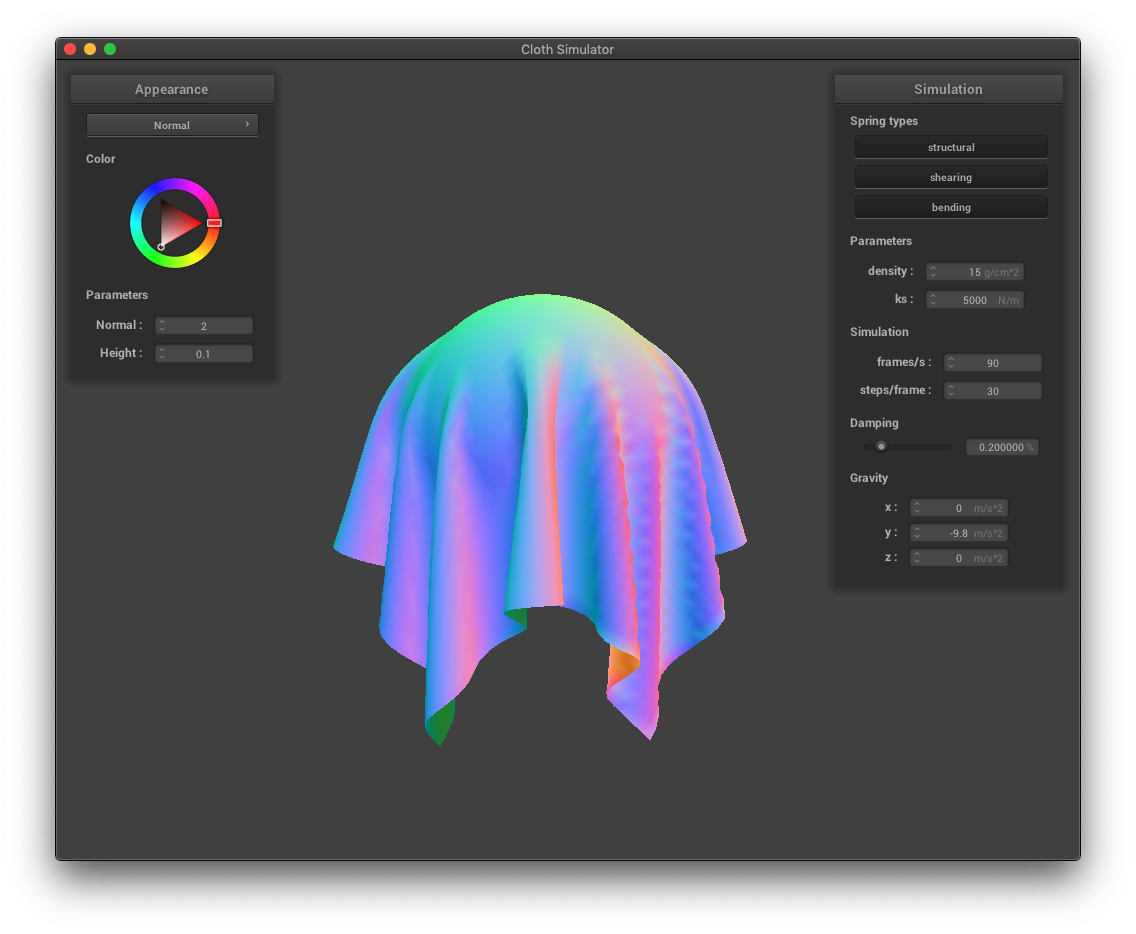 Cloth Simulator
Appearance
Normal ›
Color
Parameters
Normal : 2
Height : 0.1
Simulation
Spring types
structural
shearing
bending
Parameters
density : 15 g/cm^2
ks : 5000 N/m
Simulation
frames/s : 90
steps/frame : 30
Damping
0.200000 %
Gravity
x : 0 m/s^2
y : -9.8 m/s^2
z : 0 m/s^2